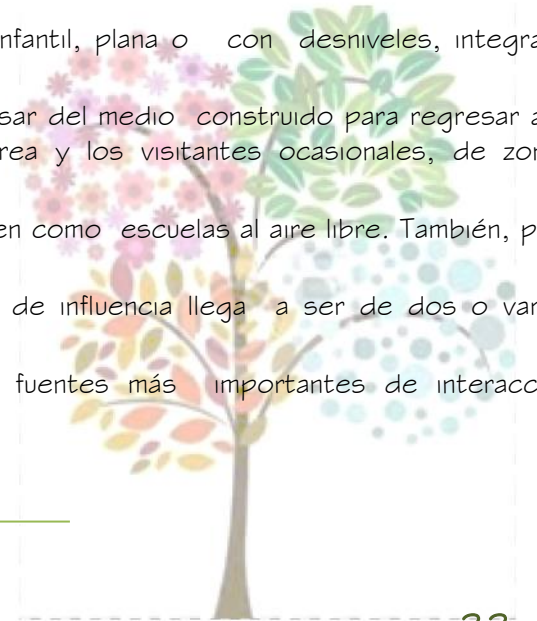 nfantil, plana o con desniveles, integra
sar del medio construido para regresar a
rea y los visitantes ocasionales, de zon
en como escuelas al aire libre. También, p
de influencia llega a ser de dos o var
fuentes más importantes de interacc